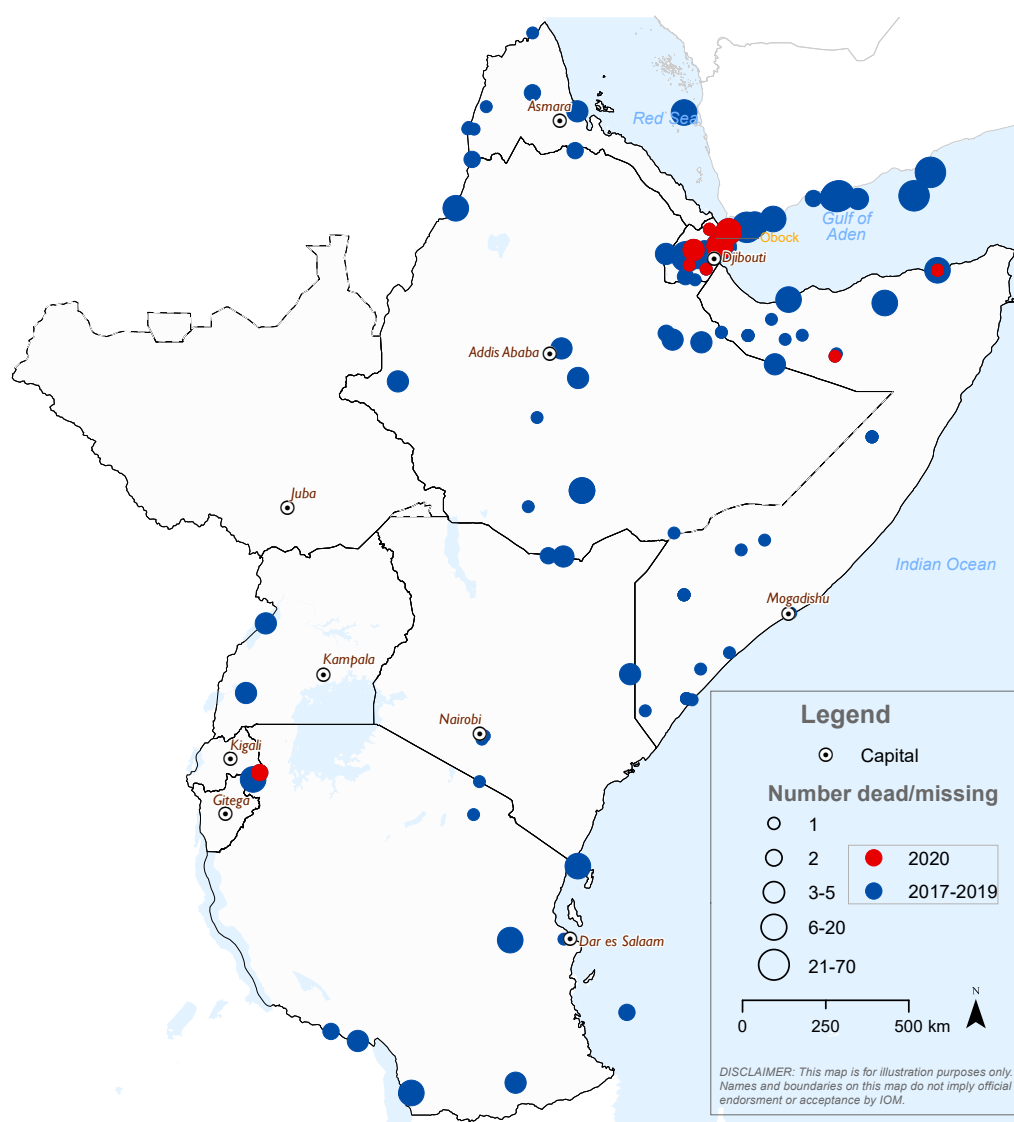 Asmara
Red Sea
Gulf of
Aden
Obock
Djibouti
Addis Ababa
Juba
Indian Ocean
Mogadishu
Kampala
Nairobi
Kigali
Gitega
Dar es Salaam
Legend
Capital
Number dead/missing
1
2
3-5
6-20
21-70
2020
2017-2019
N
0 250 500 km
DISCLAIMER: This map is for illustration purposes only.
Names and boundaries on this map do not imply official
endorsment or acceptance by IOM.